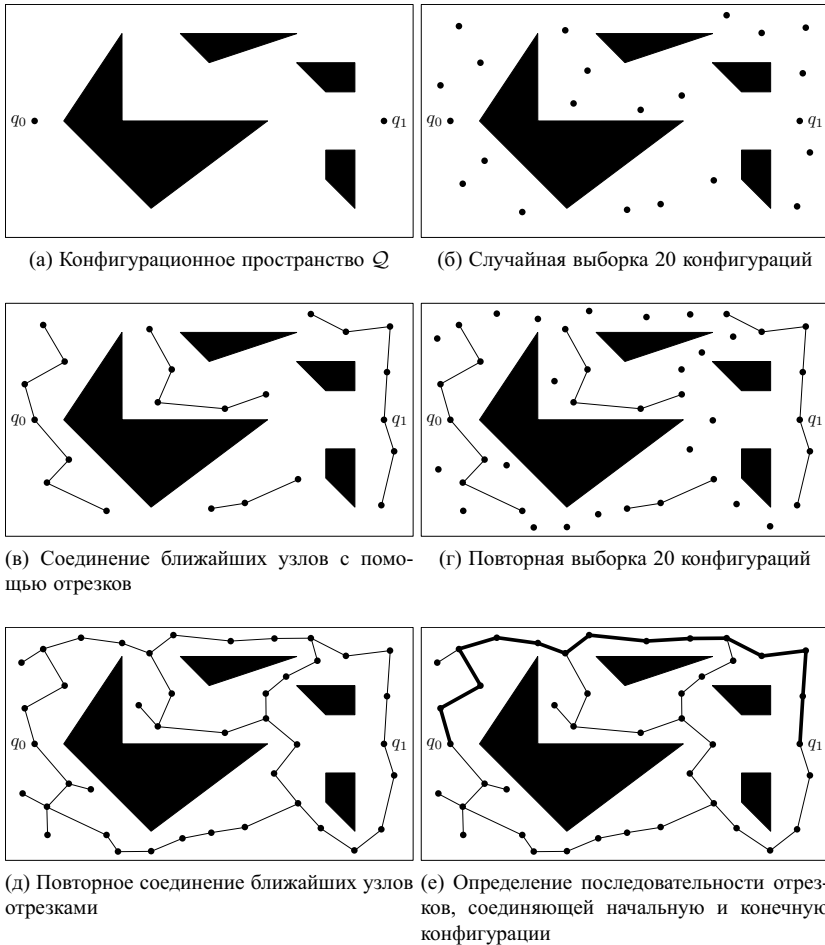 q0
q1
q0
q1
(а) Конфигурационное пространство Q
(б) Случайная выборка 20 конфигураций
q0
q1
q0
q1
(в) Соединение ближайших узлов с помо-
щью отрезков
(г) Повторная выборка 20 конфигураций
q0
q1
q0
q1
(д) Повторное соединение ближайших узлов
отрезками
(е) Определение последовательности отрез-
ков, соединяющей начальную и конечную
конфигурации